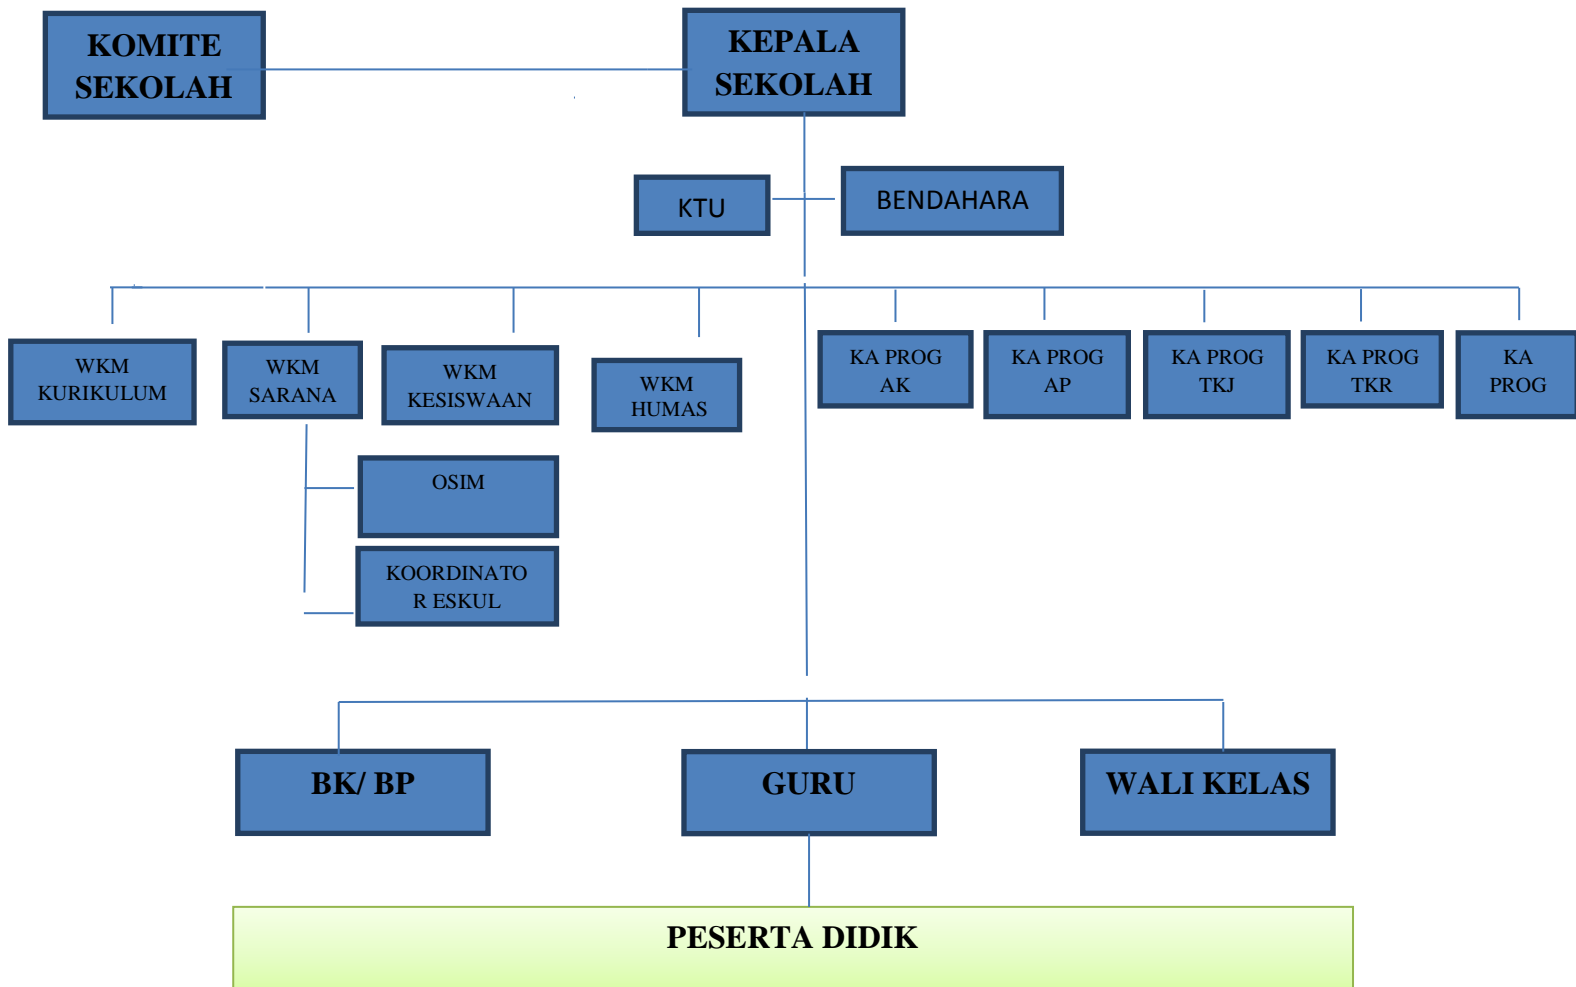 KOMITE
SEKOLAH
KEPALA
SEKOLAH
KTU
BENDAHARA
WKM
KURIKULUM
WKM
SARANA
WKM
KESISWAAN
WKM
HUMAS
KA PROG
AK
KA PROG
AP
KA PROG
TKJ
KA PROG
TKR
KA
PROG
OSIM
KOORDINATO
R ESKUL
BK/ BP
GURU
WALI KELAS
PESERTA DIDIK